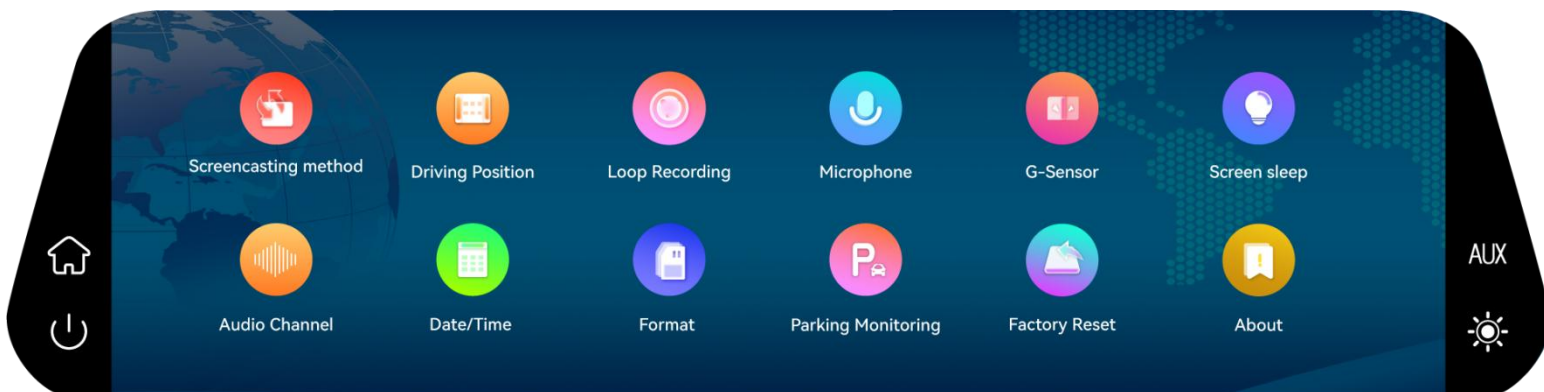 Screencasting method
Driving Position
Loop Recording
Microphone
G-Sensor
Screen sleep
Audio Channel
Date/Time
Format
P
Parking Monitoring
Factory Reset
About
AUX